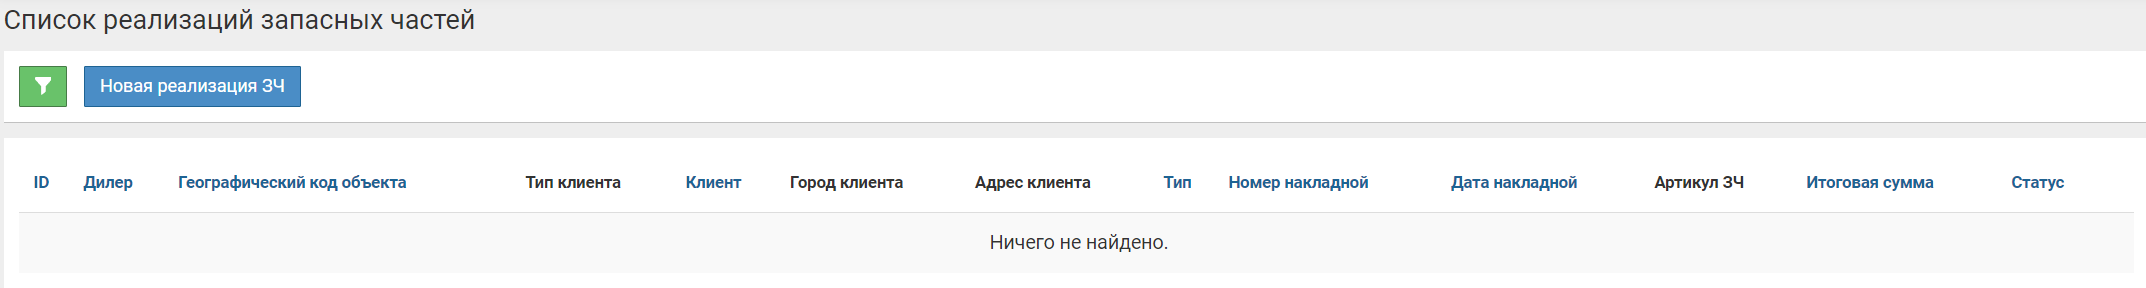 Список реализаций запасных частей
Новая реализация ЗЧ
ID Дилер Географический код объекта Тип клиента Клиент Город клиента Адрес клиента Тип Номер накладной Дата накладной Артикул ЗЧ Итоговая сумма Статус
Ничего не найдено.